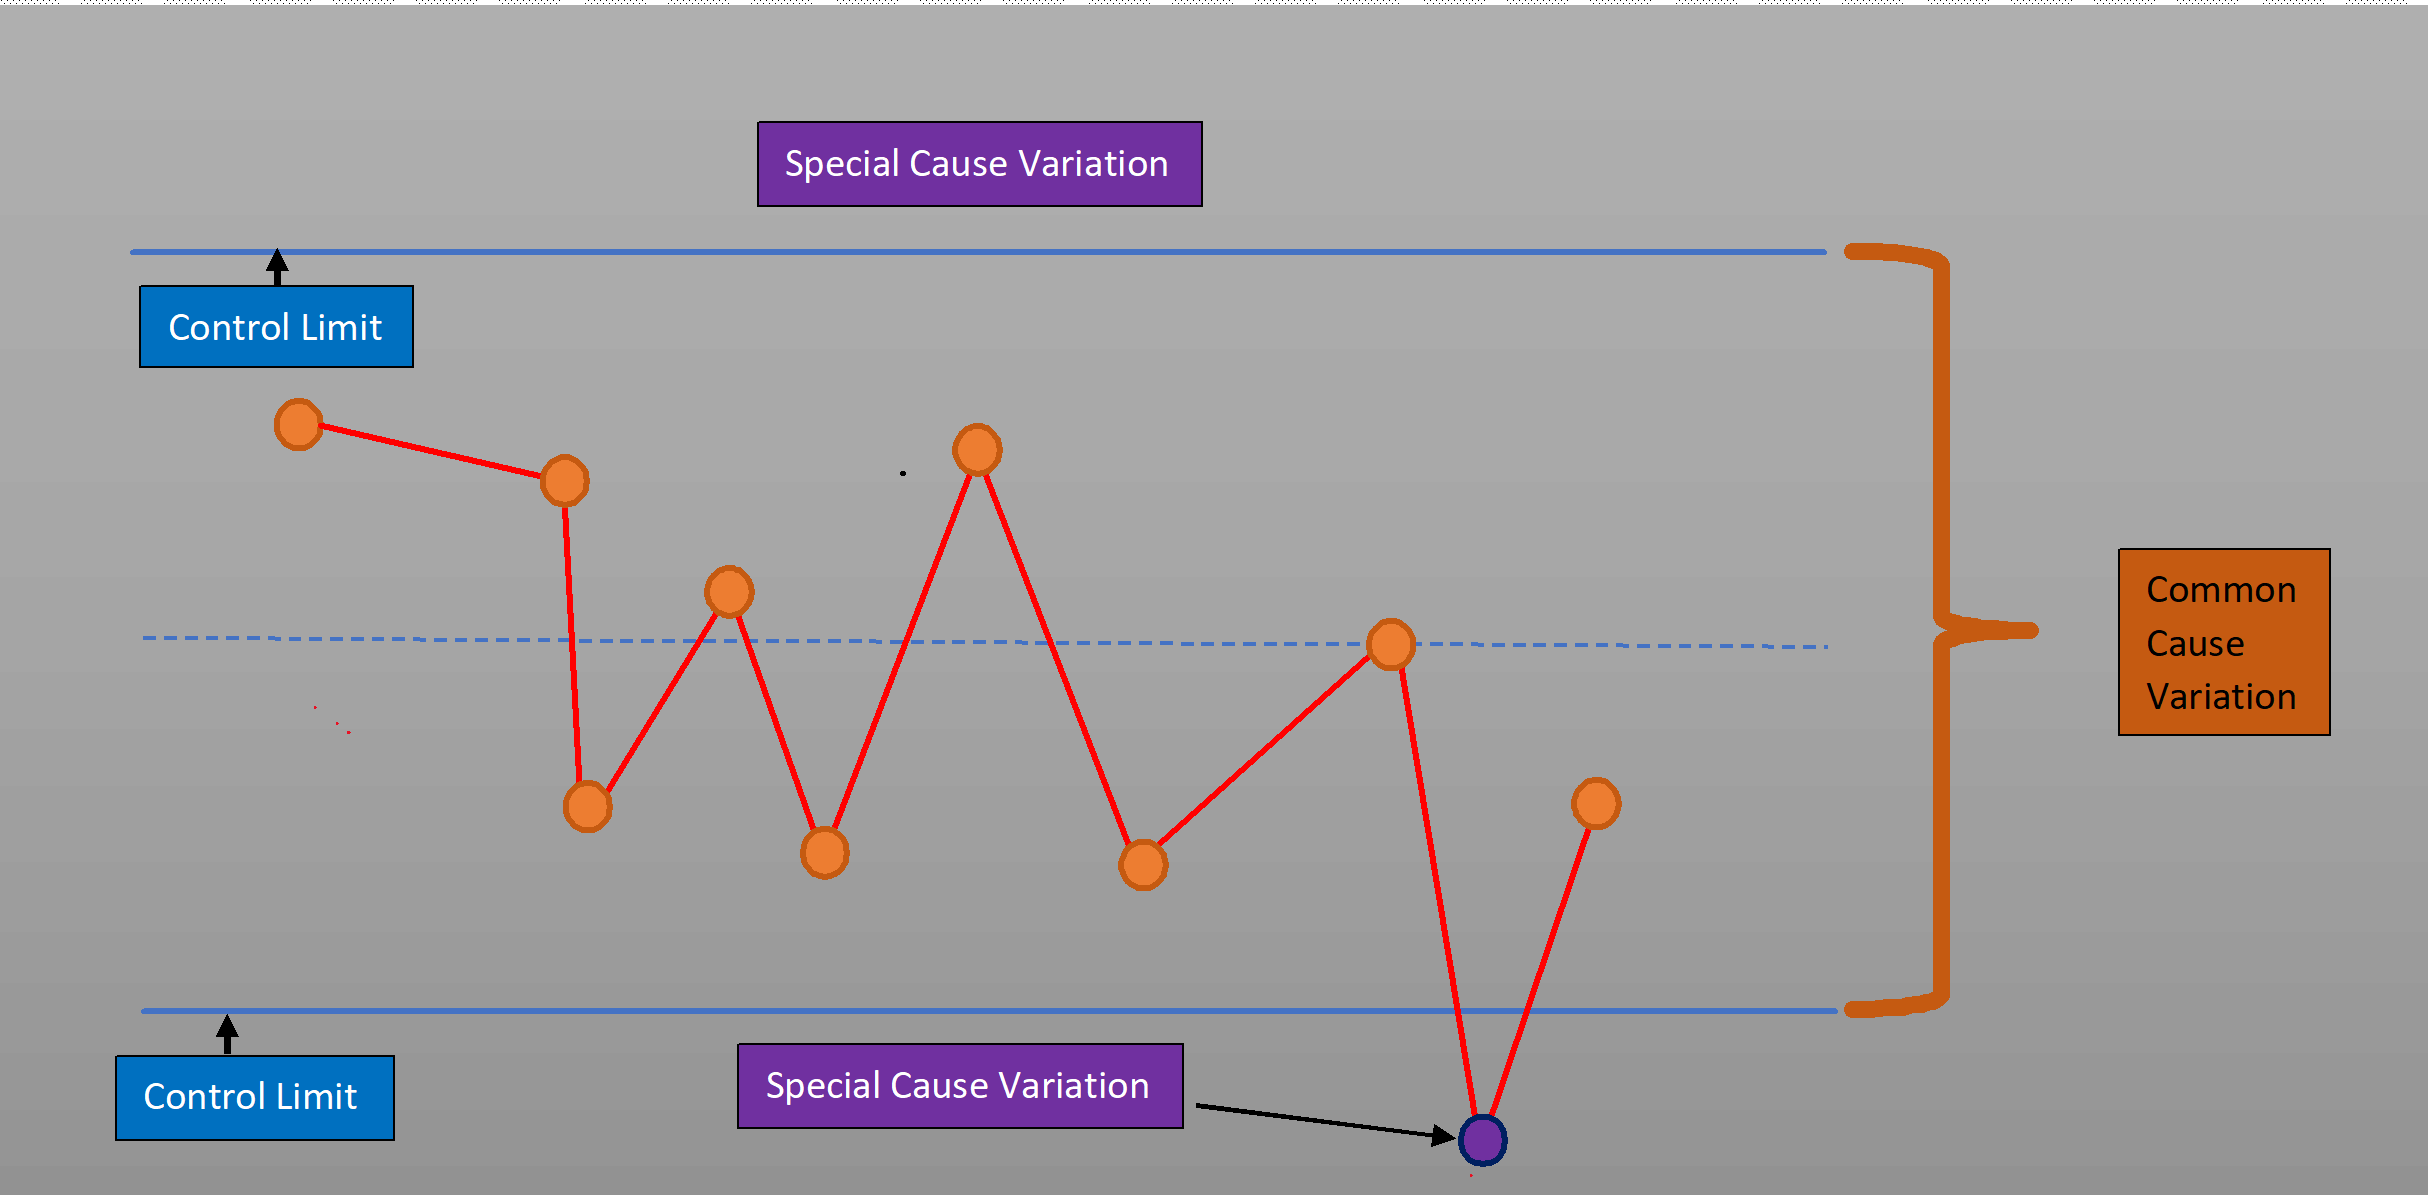 Special Cause Variation
Control Limit
Common
Cause
Variation
Special Cause Variation
Control Limit